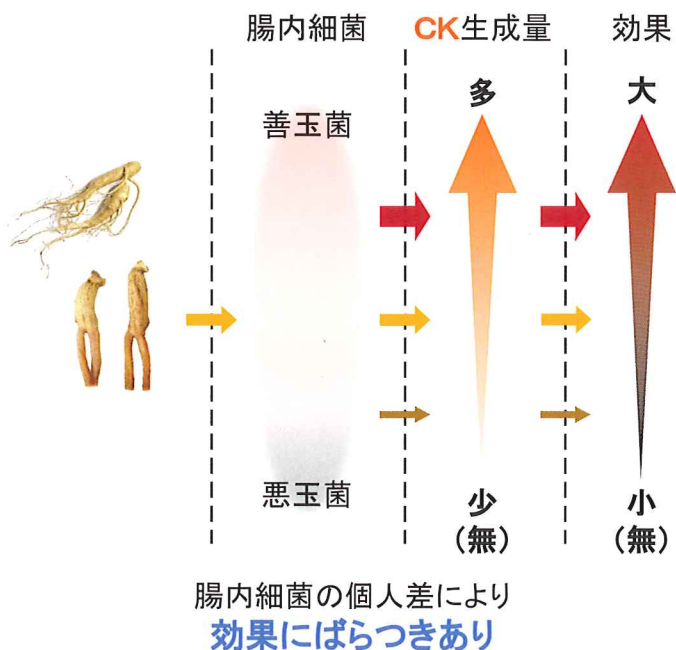 腸内細菌
CK生成量
効果
善玉菌
多
大
悪玉菌
少
(無)
小
(無)
腸内細菌の個人差により
効果にばらつきあり